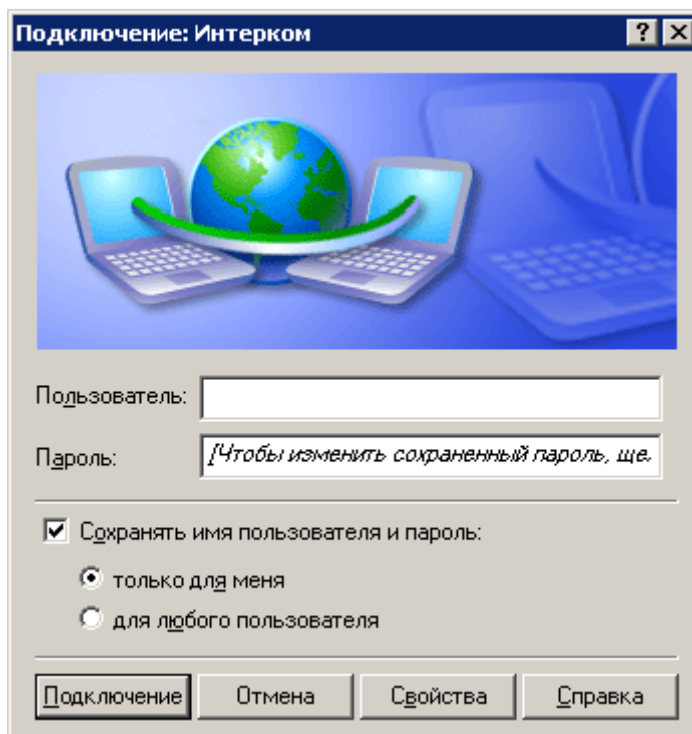 Подключение: Интерком
Пользователь:
Пароль: [Чтобы изменить сохраненный пароль, ще.
Сохранять имя пользователя и пароль:
только для меня
для любого пользователя
Подключение Отмена Свойства Справка